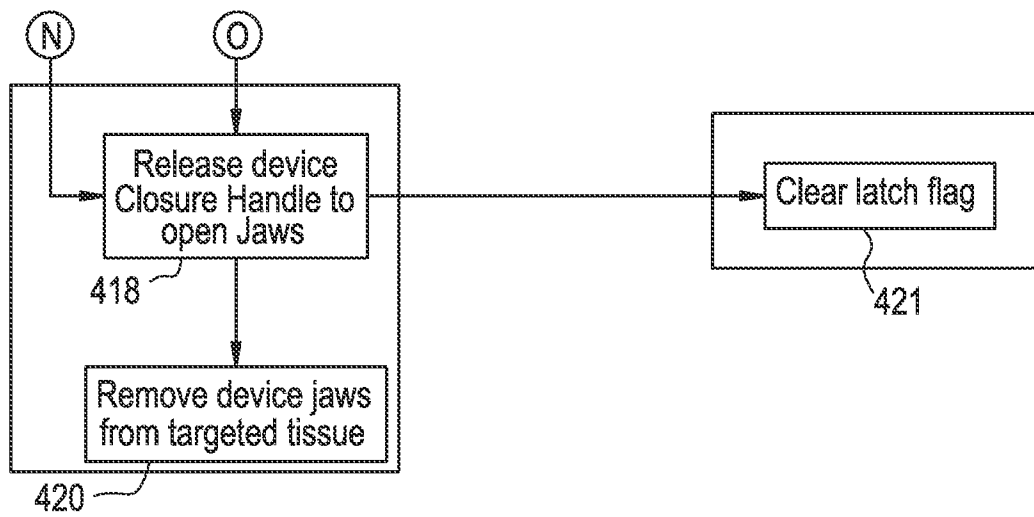 N
O
Release device
Closure Handle to
open Jaws
418
Clear latch flag
421
Remove device jaws
from targeted tissue
420